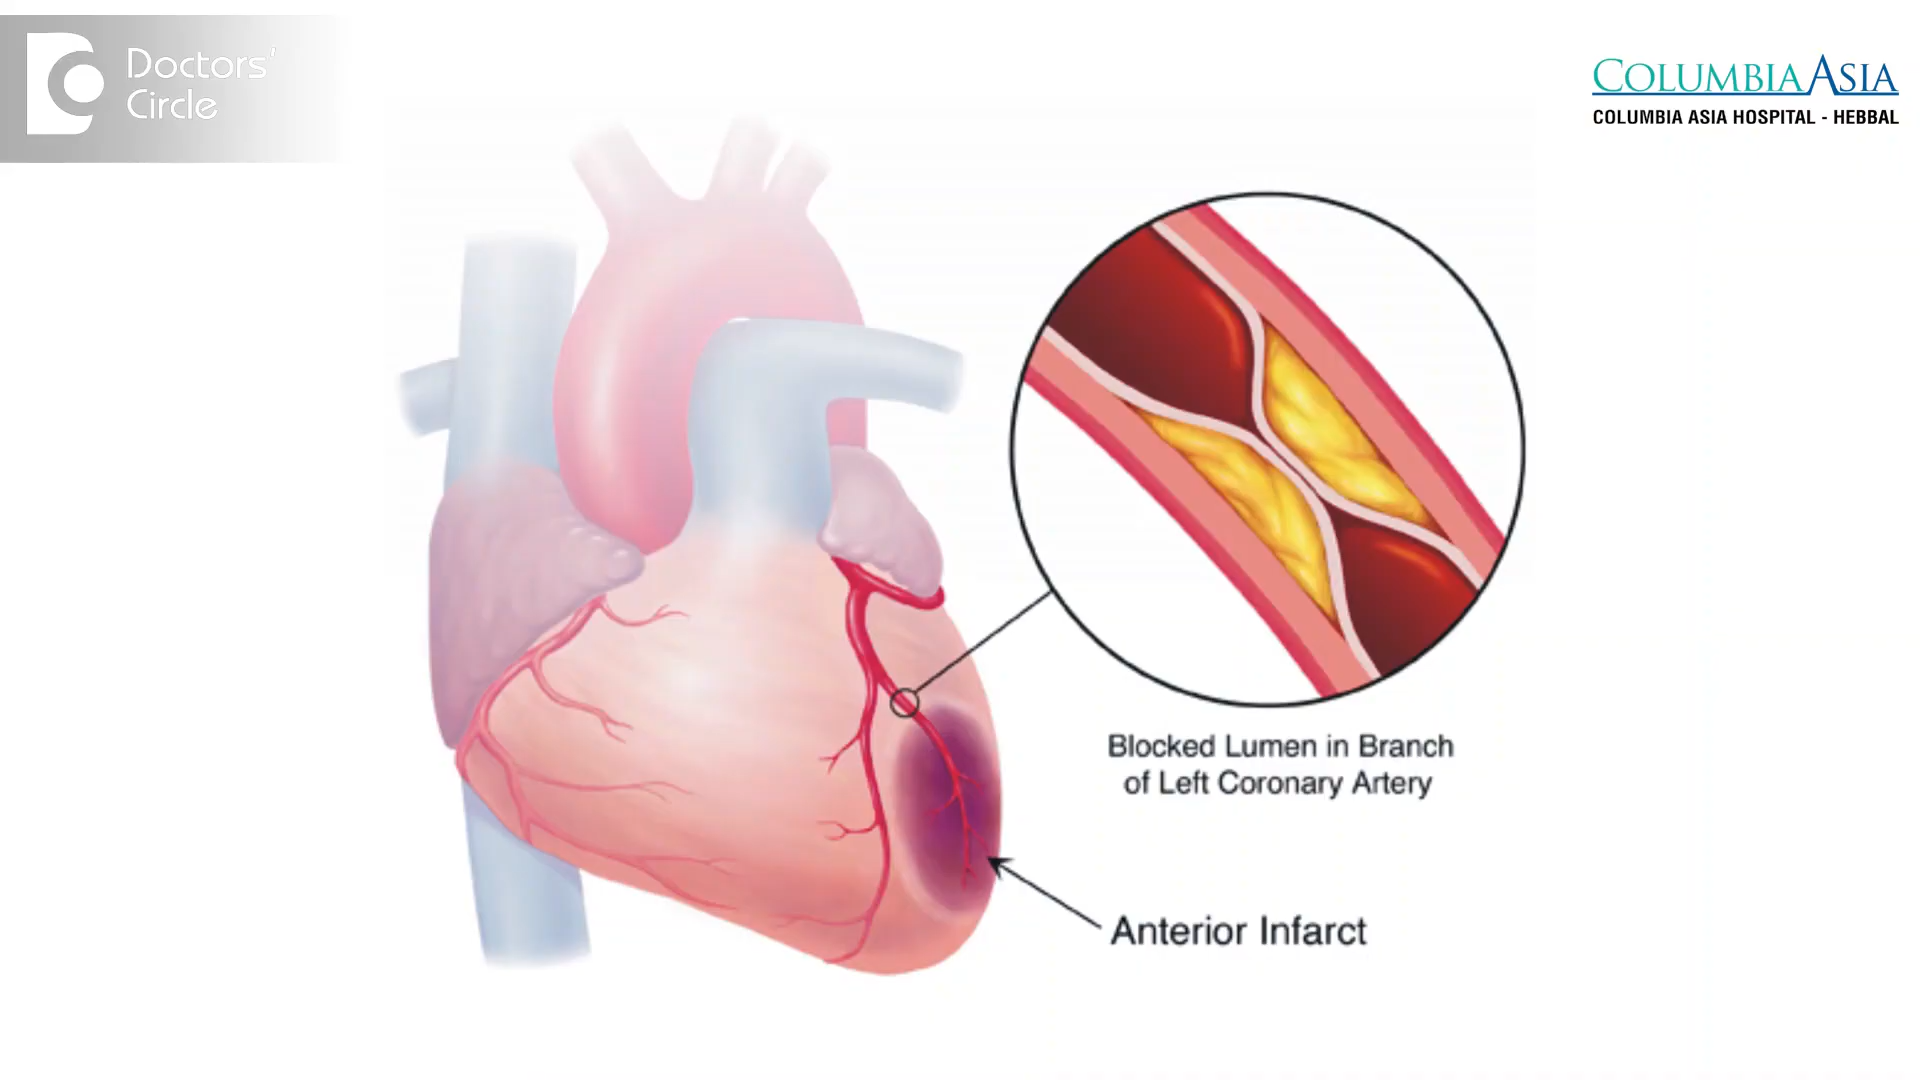 Doctors'
Circle
COLUMBIA ASIA
COLUMBIA ASIA HOSPITAL - HEBBAL
Blocked Lumen in Branch
of Left Coronary Artery
Anterior Infarct